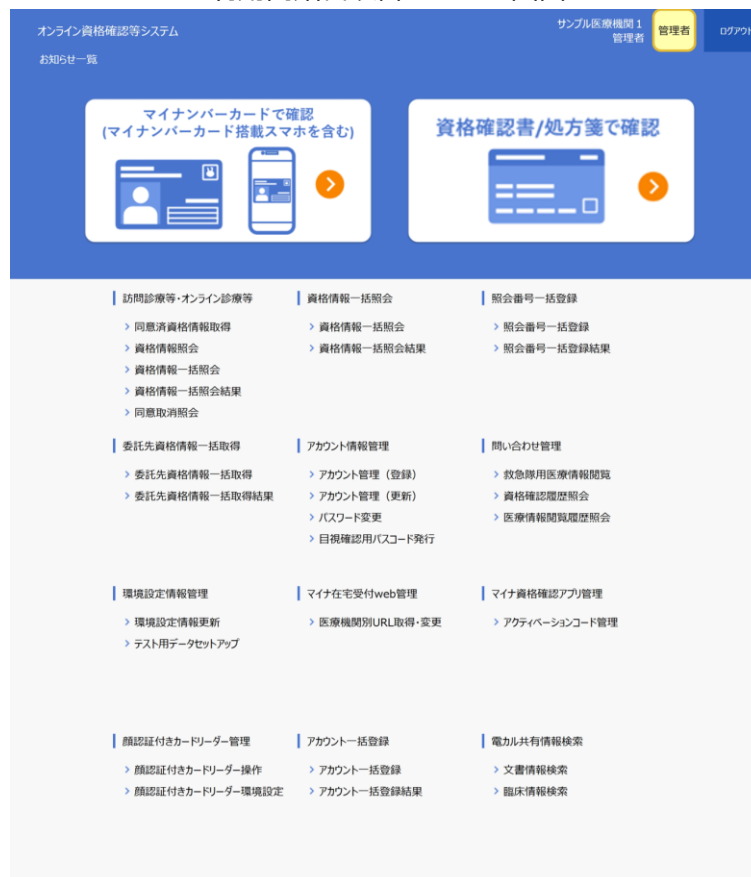 オンライン資格確認等システム
サンプル医療機関 1
管理者
管理者
ログアウト
お知らせ一覧
マイナンバーカードで確認
(マイナンバーカード搭載スマホを含む)
資格確認書/処方箋で確認
訪問診療等・オンライン診療等
同意済資格情報取得
資格情報照会
資格情報一括照会
資格情報一括照会結果
同意取消照会
資格情報一括照会
資格情報一括照会
資格情報一括照会結果
照会番号一括登録
照会番号一括登録
照会番号一括登録結果
委託先資格情報一括取得
委託先資格情報一括取得
委託先資格情報一括取得結果
アカウント情報管理
アカウント管理（登録）
アカウント管理（更新）
パスワード変更
目視確認用パスコード発行
問い合わせ管理
救急隊用医療情報閲覧
資格確認履歴照会
医療情報閲覧履歴照会
環境設定情報管理
環境設定情報更新
テスト用データセットアップ
マイナ在宅受付web管理
医療機関別URL取得・変更
マイナ資格確認アプリ管理
アクティベーションコード管理
顔認証付きカードリーダー管理
顔認証付きカードリーダー操作
顔認証付きカードリーダー環境設定
アカウント一括登録
アカウント一括登録
アカウント一括登録結果
電カル共有情報検索
文書情報検索
臨床情報検索